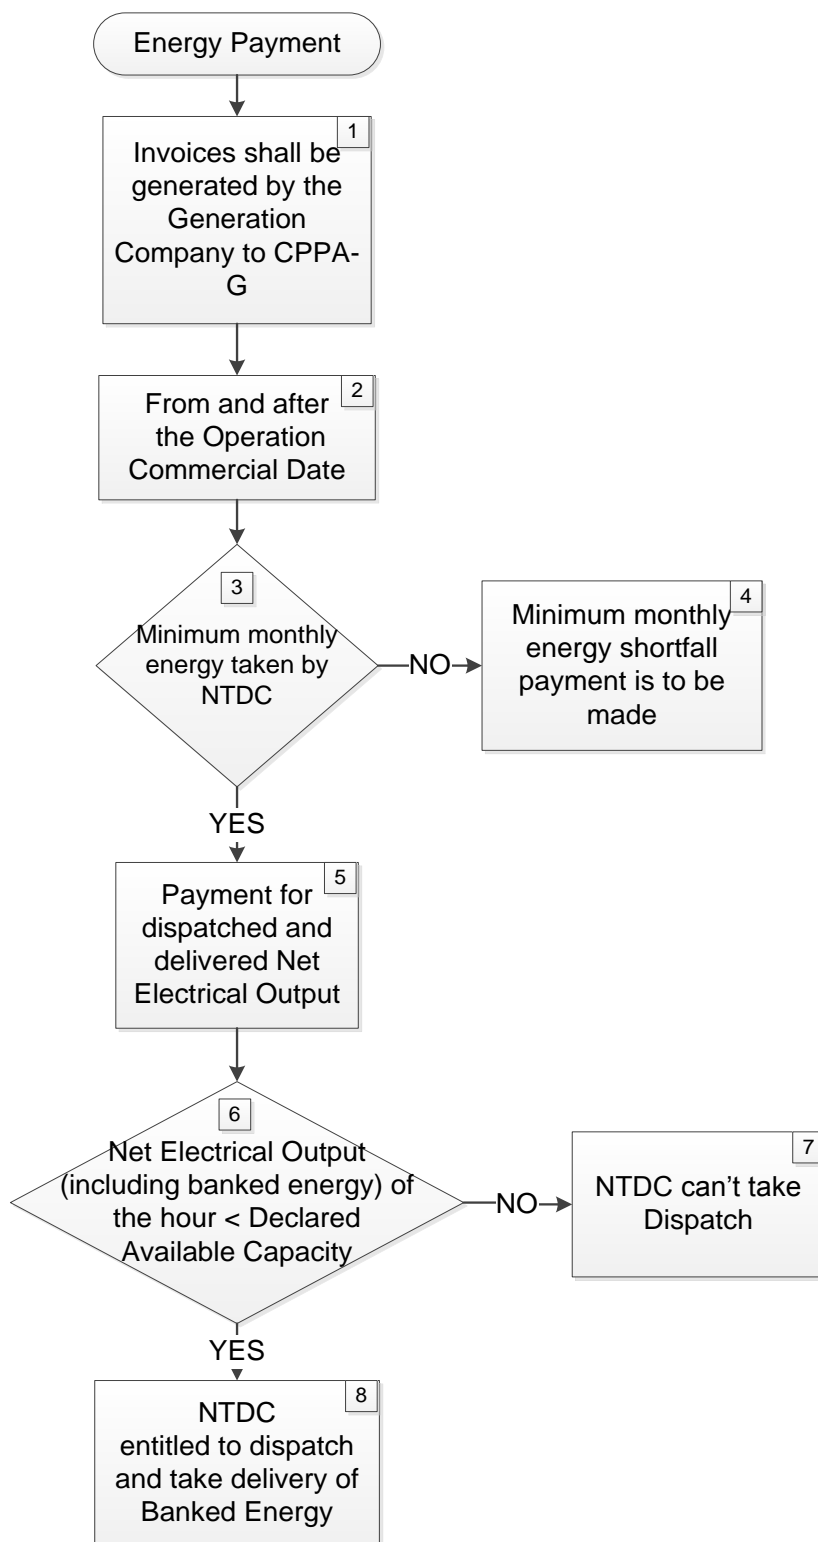 Energy Payment
1
Invoices shall be
generated by the
Generation
Company to CPPA-
G
2
From and after
the Operation
Commercial Date
3
Minimum monthly
energy taken by
NTDC
NO
4
Minimum monthly
energy shortfall
payment is to be
made
YES
5
Payment for
dispatched and
delivered Net
Electrical Output
6
Net Electrical Output
(including banked energy) of
the hour < Declared
Available Capacity
NO
7
NTDC can't take
Dispatch
YES
8
NTDC
entitled to dispatch
and take delivery of
Banked Energy